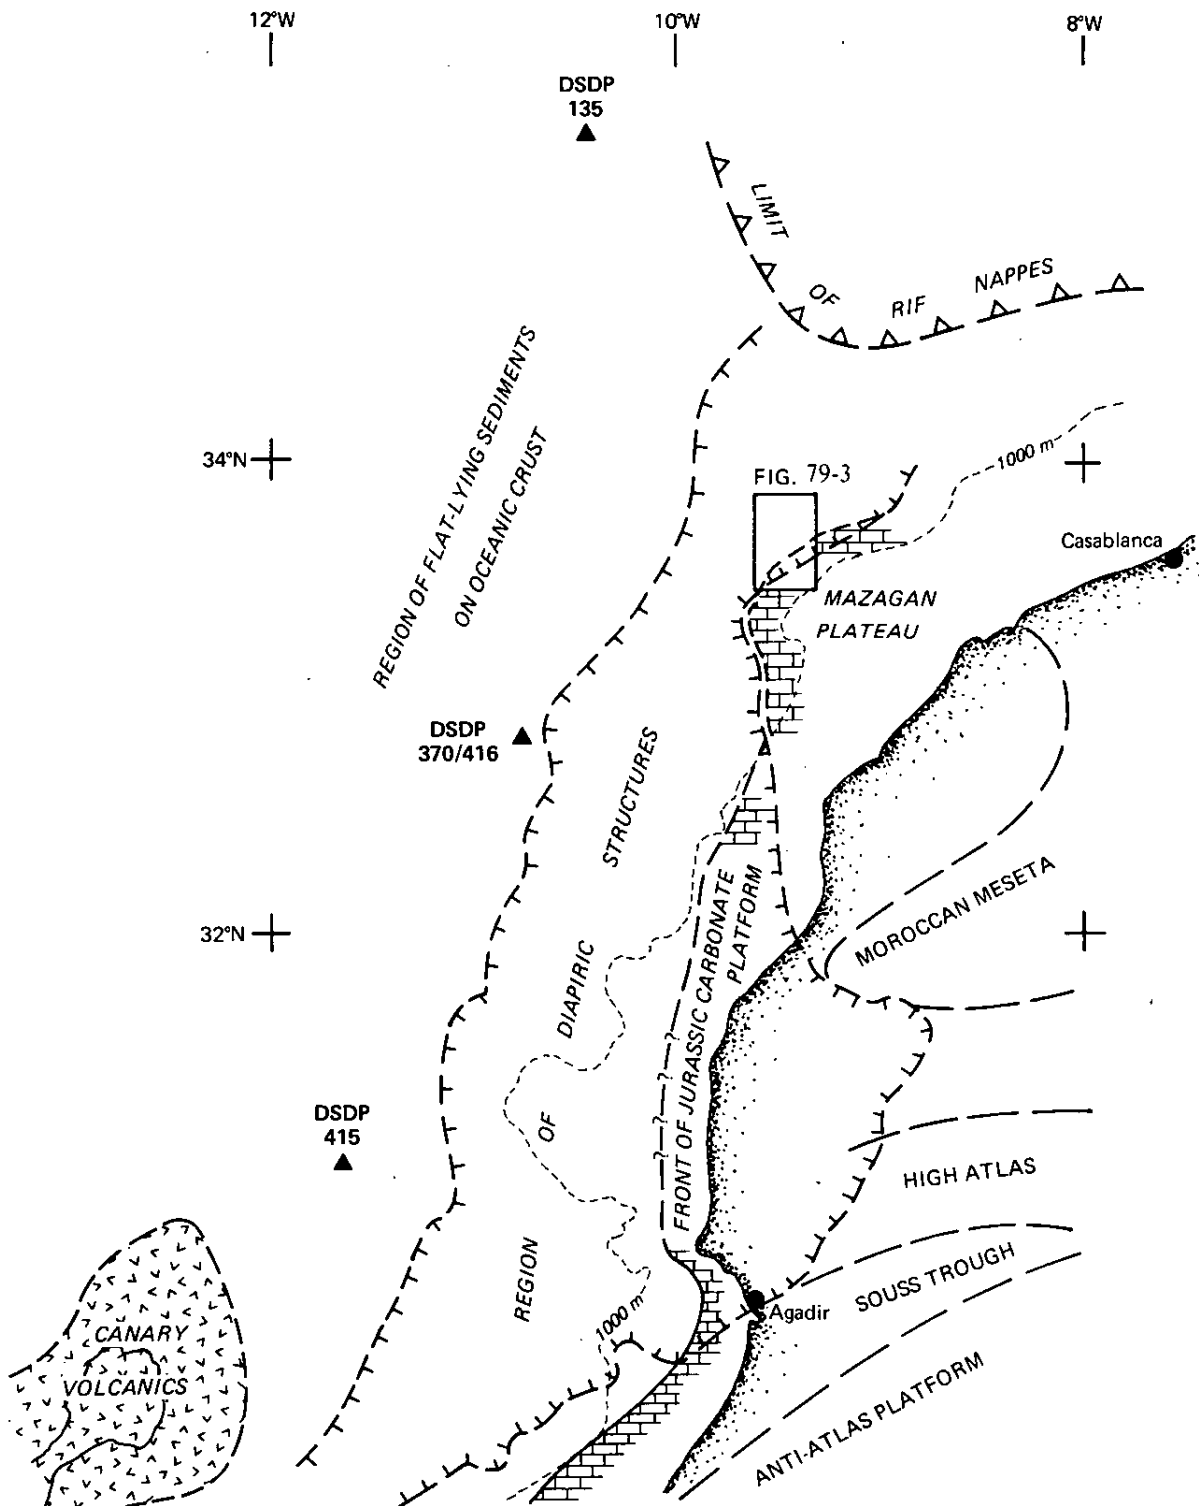 12°W
10°W
8°W
DSDP
135
LIMIT
OF
RIF
NAPPES
REGION OF FLAT-LYING SEDIMENTS
ON OCEANIC CRUST
34°N
1000 m
FIG. 79-3
Casablanca
MAZAGAN
PLATEAU
DSDP
370/416
STRUCTURES
DIAPIRIC
OF
REGION
32°N
FRONT OF JURASSIC CARBONATE
PLATFORM
MOROCCAN MESETA
DSDP
415
?
?
?
?
HIGH ATLAS
SOUSS TROUGH
1000 m
Agadir
CANARY
VOLCANICS
ANTI-ATLAS PLATFORM